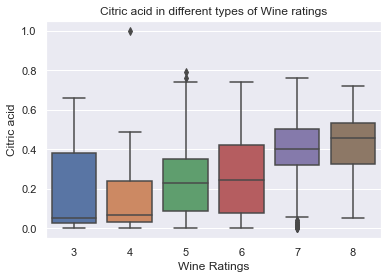 Citric acid in different types of Wine ratings
Citric acid
1.0
0.8
0.6
0.4
0.2
0.0
3 4 5 6 7 8
Wine Ratings